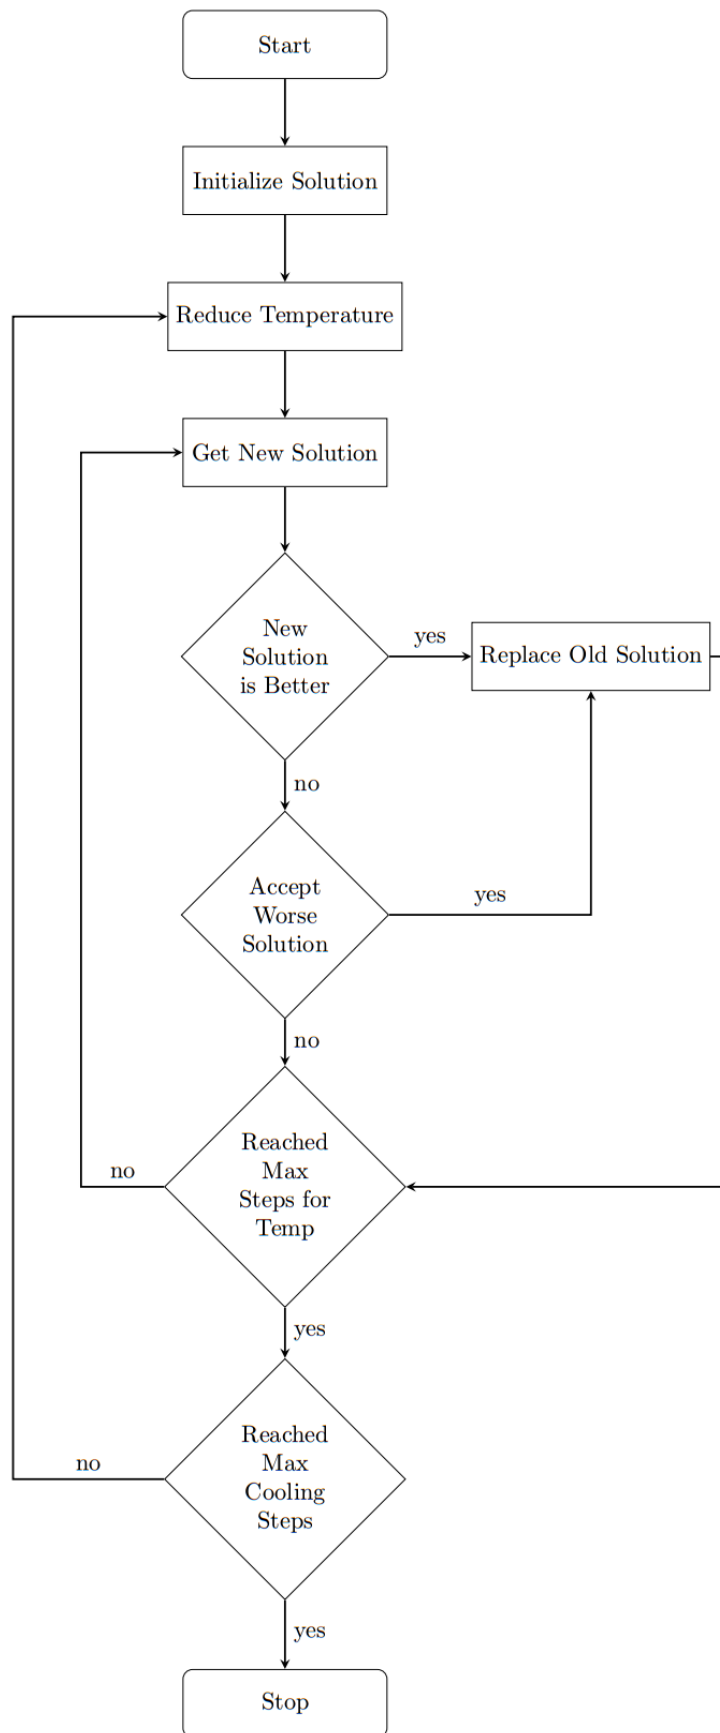 Start
Initialize Solution
Reduce Temperature
Get New Solution
New
Solution
is Better
yes
Replace Old Solution
no
Accept
Worse
Solution
yes
no
Reached
Max
Steps for
Temp
no
yes
Reached
Max
Cooling
Steps
no
yes
Stop